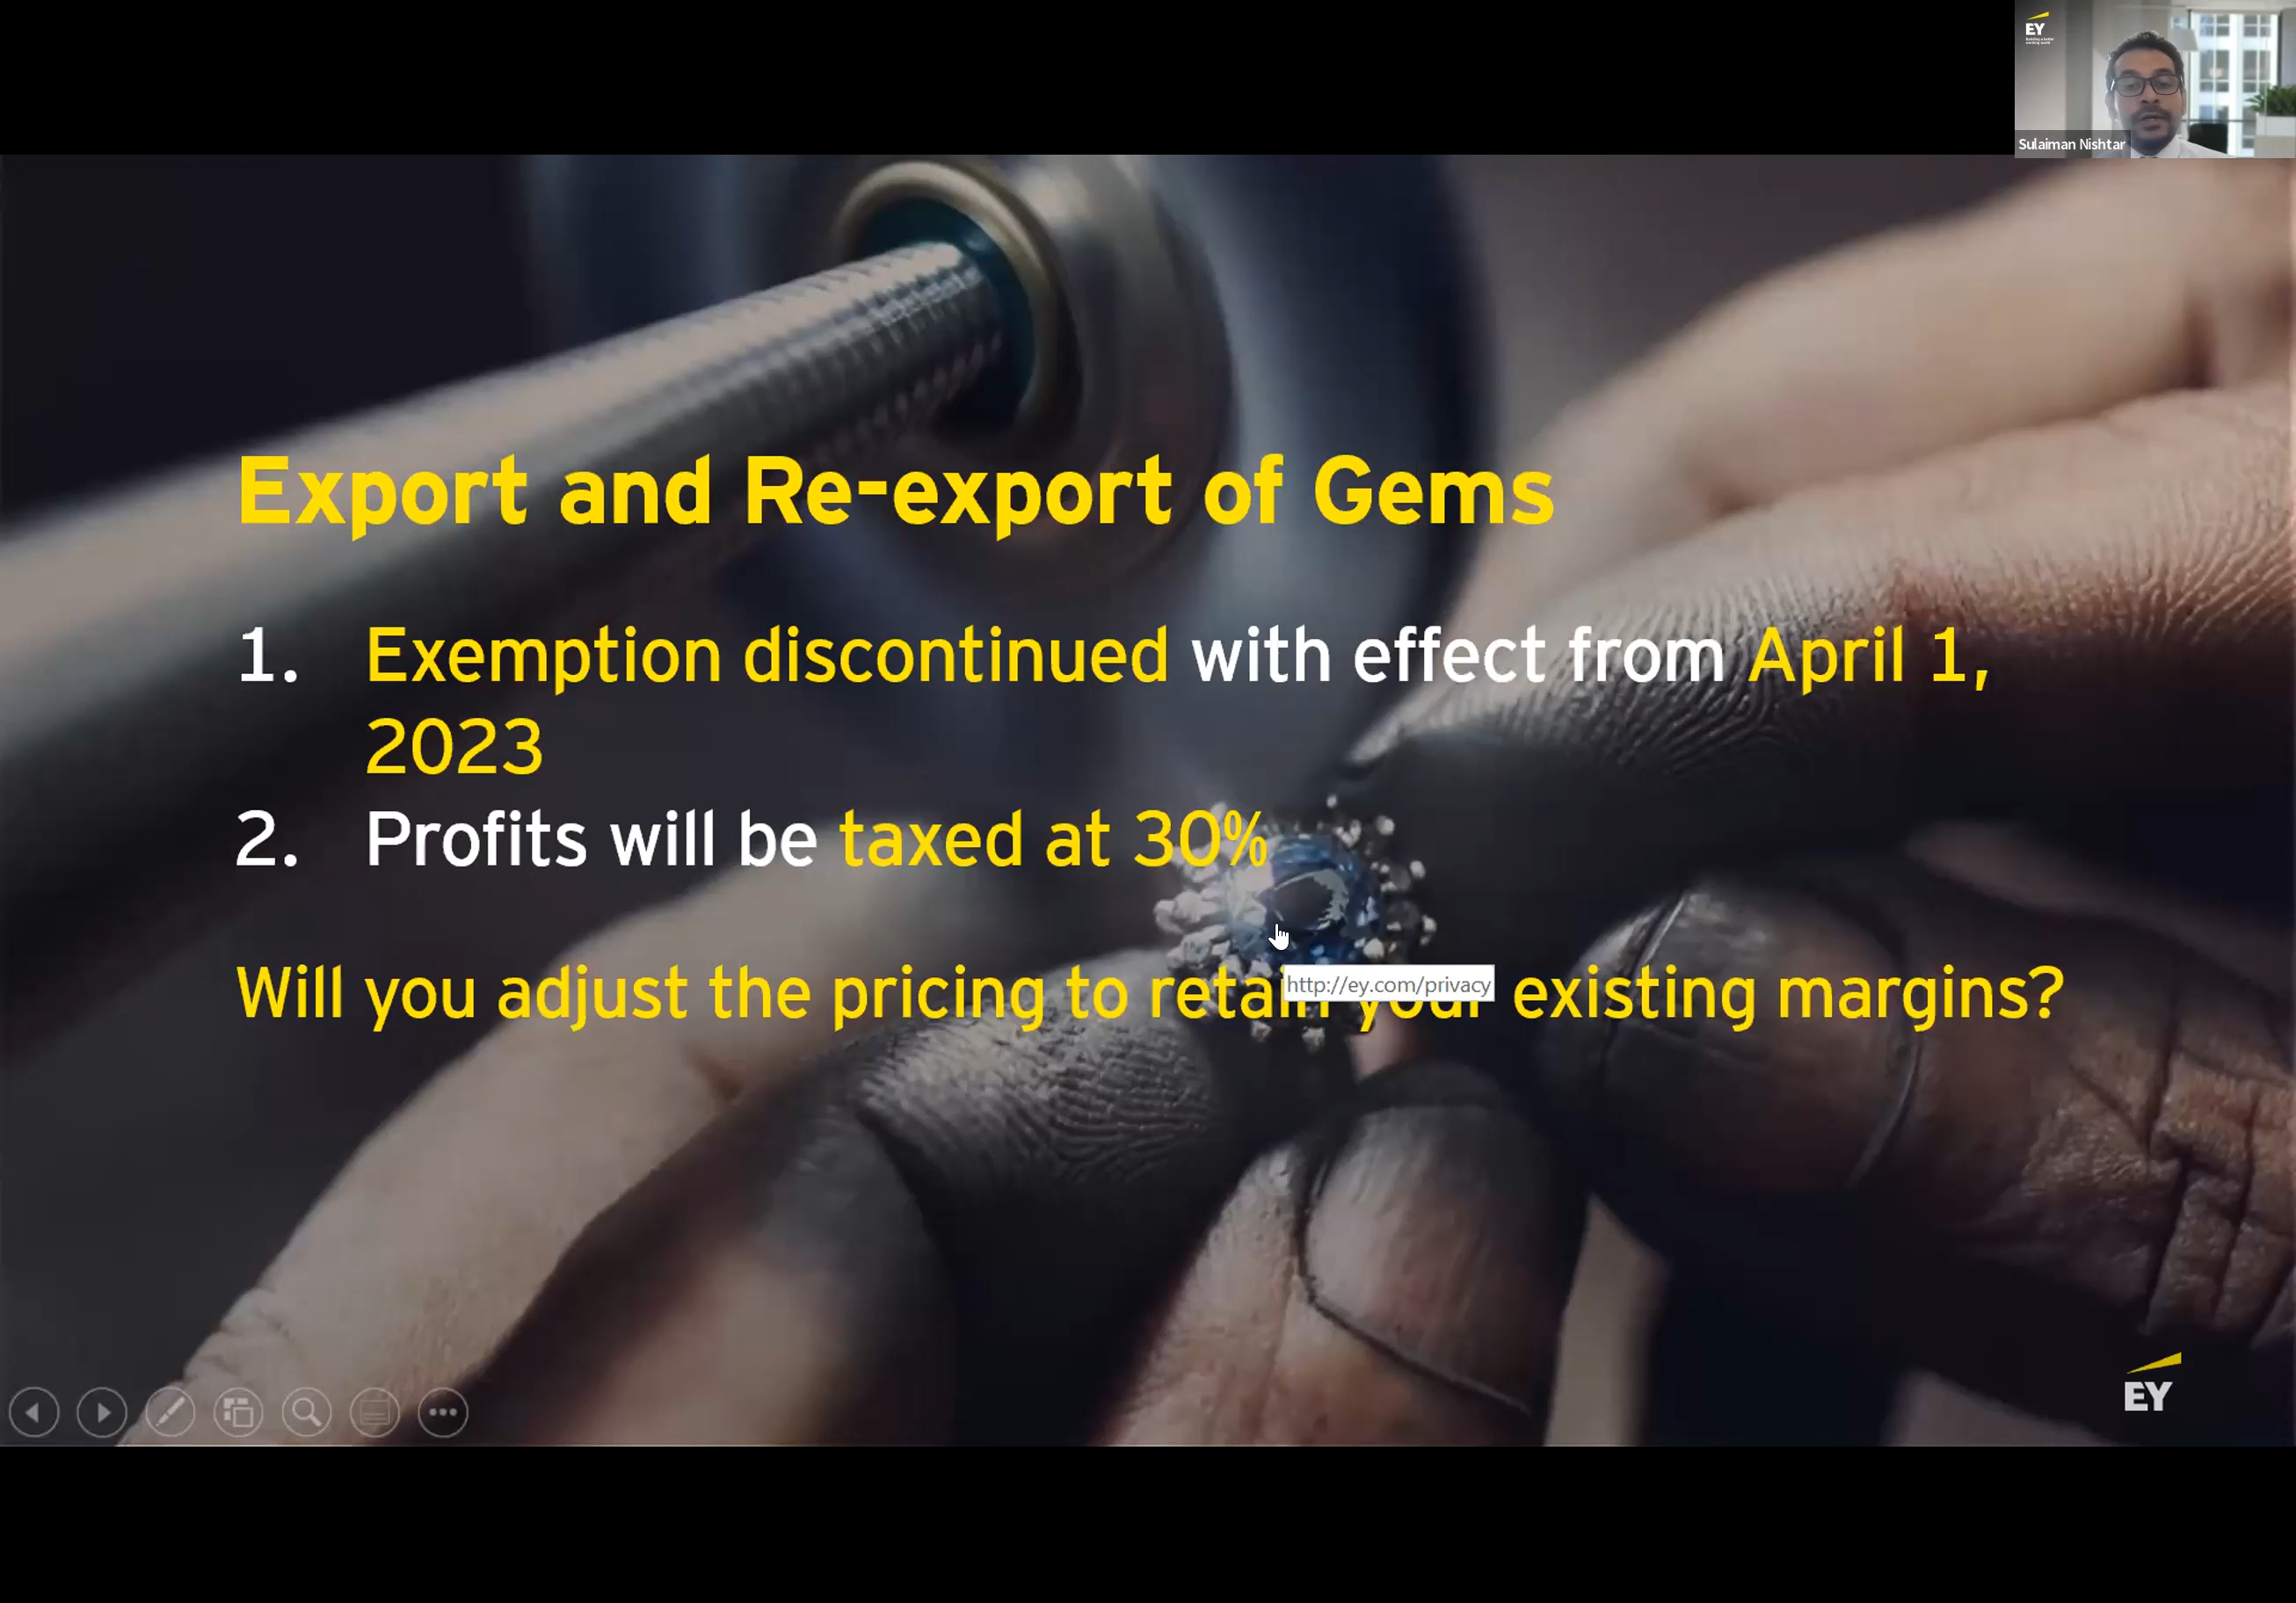 EY
Sulaiman Nishtar
Export and Re-export of Gems
1. Exemption discontinued with effect from April 1,
2023
2. Profits will be taxed at 30%
Will you adjust the pricing to retain your existing margins?
http://ey.com/privacy
EY